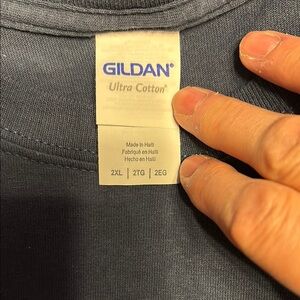 GILDAN®
Ultra Cotton®
Made in Haiti
Fabriqué en Haïti
Hecho en Haití
2XL | 2TG | 2EG